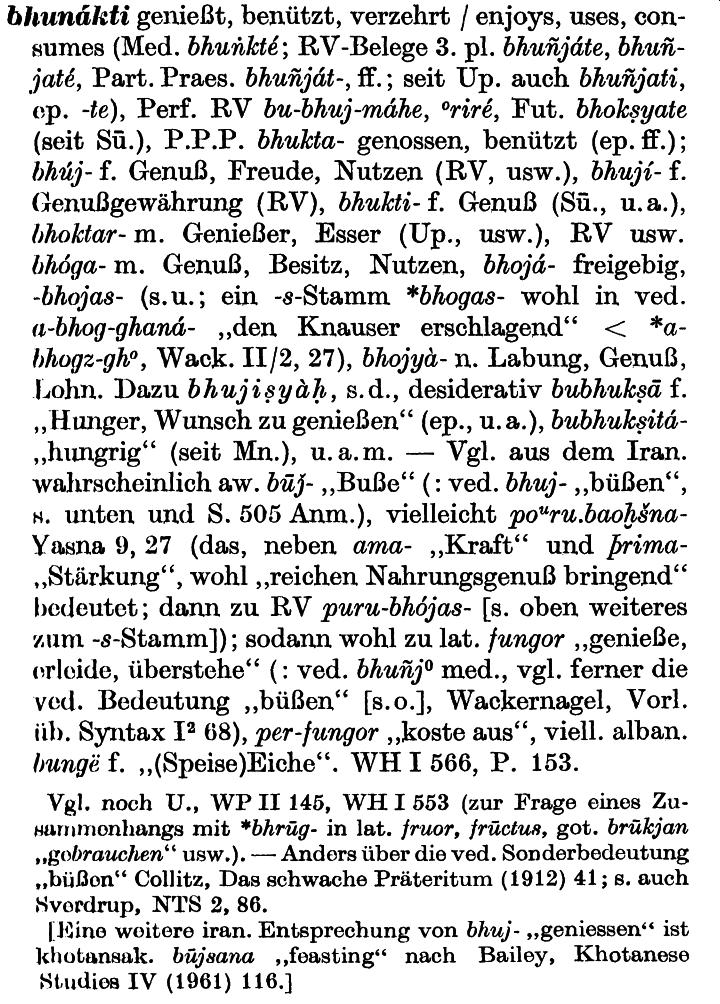 bhunákti genießt, benützt, verzehrt / enjoys, uses, con-
sumes (Med. bhuṅkté; RV-Belege 3. pl. bhuñjáte, bhuñ-
jaté, Part. Praes. bhuñját-, ff.; seit Up. auch bhuñjati,
ep. -te), Perf. RV bu-bhuj-máhe, ºriré, Fut. bhokṣyate
(seit Sū.), P.P.P. bhukta- genossen, benützt (ep. ff.);
bhúj- f. Genuß, Freude, Nutzen (RV, usw.), bhují- f.
Genußgewährung (RV), bhukti- f. Genuß (Sū., u. a.),
bhoktar- m. Genießer, Esser (Up., usw.), RV usw.
bhóga- m. Genuß, Besitz, Nutzen, bhojá- freigebig,
-bhojas- (s. u.; ein -s-Stamm *bhogas- wohl in ved.
a-bhog-ghaná- „den Knauser erschlagend“ < *a-
bhogz-ghº, Wack. II/2, 27), bhojyà- n. Labung, Genuß,
Lohn. Dazu bhujiṣyàḥ, s. d., desiderativ bubhukṣā f.
„Hunger, Wunsch zu genießen“ (ep., u. a.), bubhukṣitá-
„hungrig“ (seit Mn.), u. a. m. — Vgl. aus dem Iran.
wahrscheinlich aw. būǰ- „Buße“ (: ved. bhuj- „büßen“,
s. unten und S. 505 Anm.), vielleicht poᵘru.baoḫšna-
Yasna 9, 27 (das, neben ama- „Kraft“ und þrima-
„Stärkung“, wohl „reichen Nahrungsgenuß bringend“
bedeutet; dann zu RV puru-bhójas- [s. oben weiteres
zum -s-Stamm]); sodann wohl zu lat. fungor „genieße,
erleide, überstehe“ (: ved. bhuñjº med., vgl. ferner die
ved. Bedeutung „büßen“ [s. o.], Wackernagel, Vorl.
üb. Syntax I² 68), per-fungor „koste aus“, viell. alban.
bungë f. „(Speise)Eiche“. WH I 566, P. 153.
Vgl. noch U., WP II 145, WH I 553 (zur Frage eines Zu-
sammenhangs mit *bhrūg- in lat. fruor, frūctus, got. brūkjan
„gebrauchen“ usw.). — Anders über die ved. Sonderbedeutung
„büßen“ Collitz, Das schwache Präteritum (1912) 41; s. auch
Sverdrup, NTS 2, 86.
[Eine weitere iran. Entsprechung von bhuj- „geniessen“ ist
khotansak. būjsana „feasting“ nach Bailey, Khotanese
Studies IV (1961) 116.]